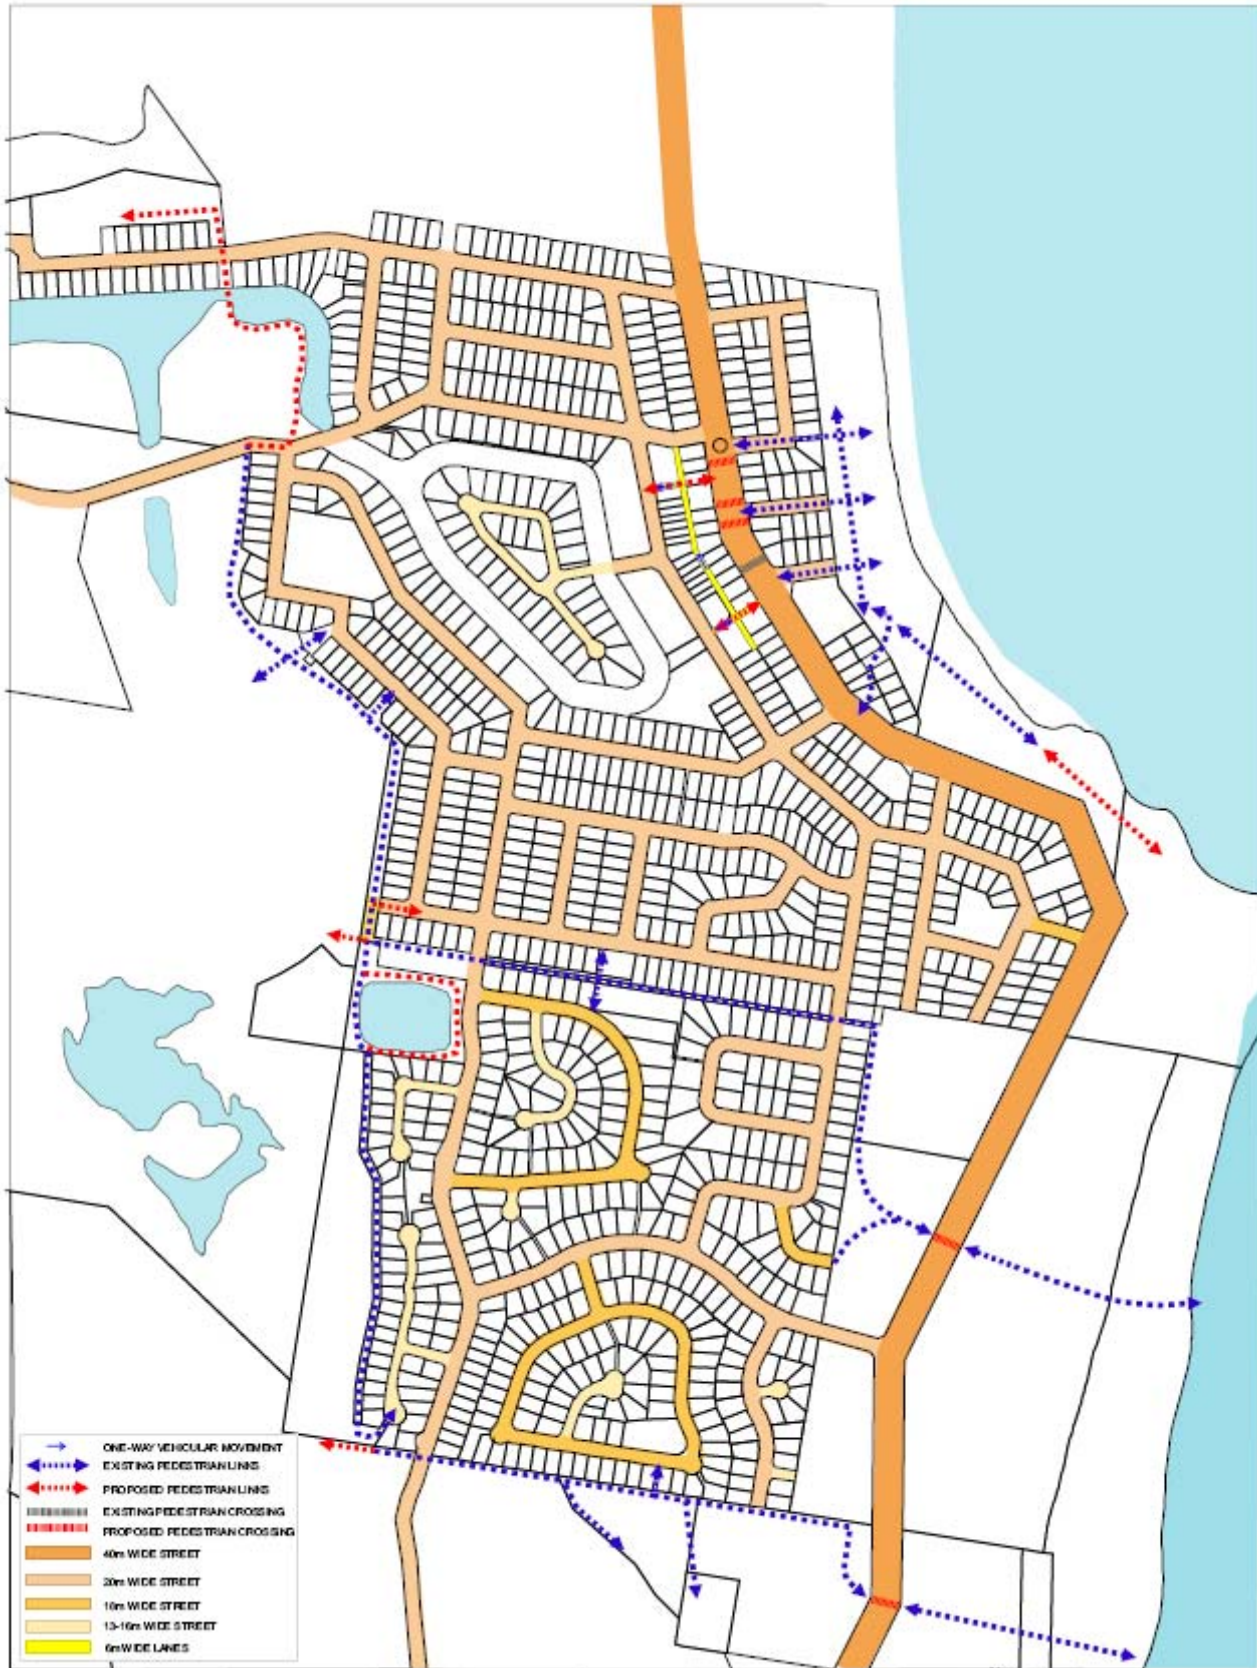 ONE-WAY VEHICULAR MOVEMENT
EXISTING PEDESTRIAN LINKS
PROPOSED PEDESTRIAN LINKS
EXISTING PEDESTRIAN CROSSING
PROPOSED PEDESTRIAN CROSSING
40m WIDE STREET
20m WIDE STREET
18m WIDE STREET
13-16m WIDE STREET
6m WIDE LANES